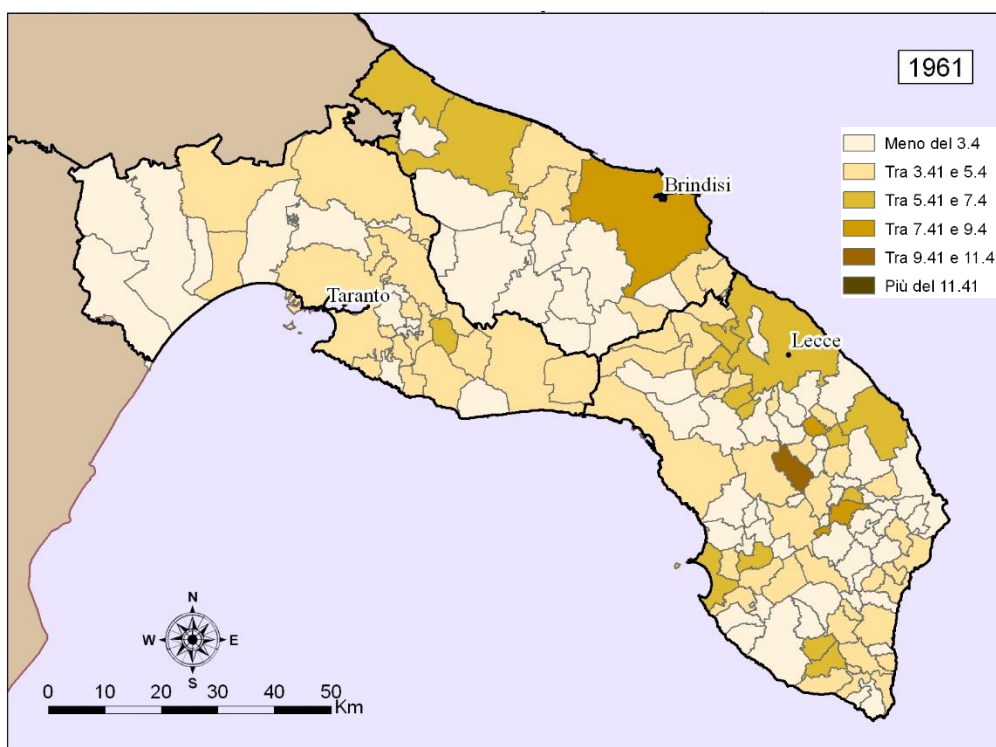 1961
Meno del 3.4
Tra 3.41 e 5.4
Tra 5.41 e 7.4
Tra 7.41 e 9.4
Tra 9.41 e 11.4
Più del 11.41
Brindisi
Taranto
Lecce
N
W E
S
0 10 20 30 40 50
Km